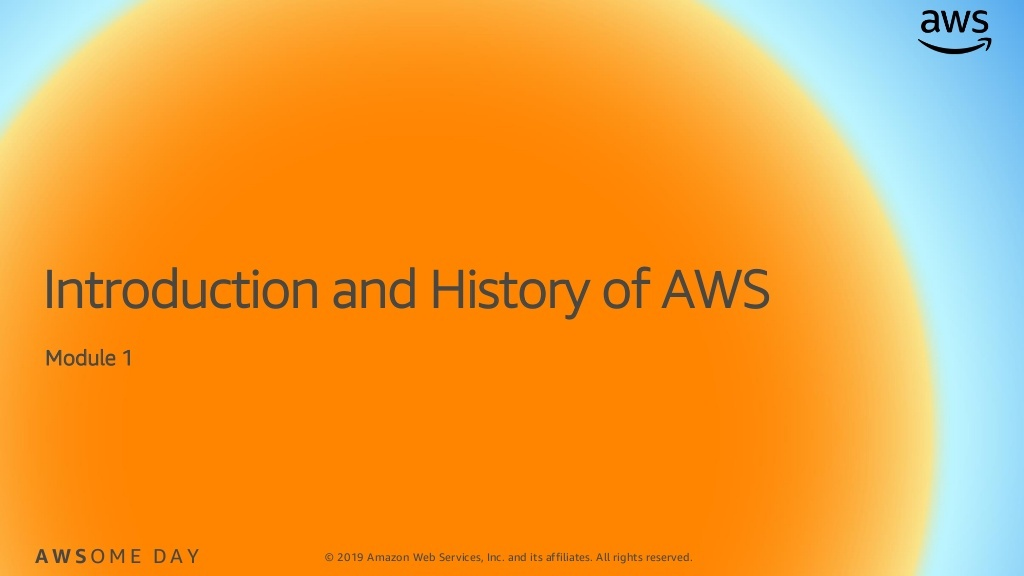 aws
Introduction and History of AWS
Module 1
AWSOME DAY
© 2019 Amazon Web Services, Inc. and its affiliates. All rights reserved.